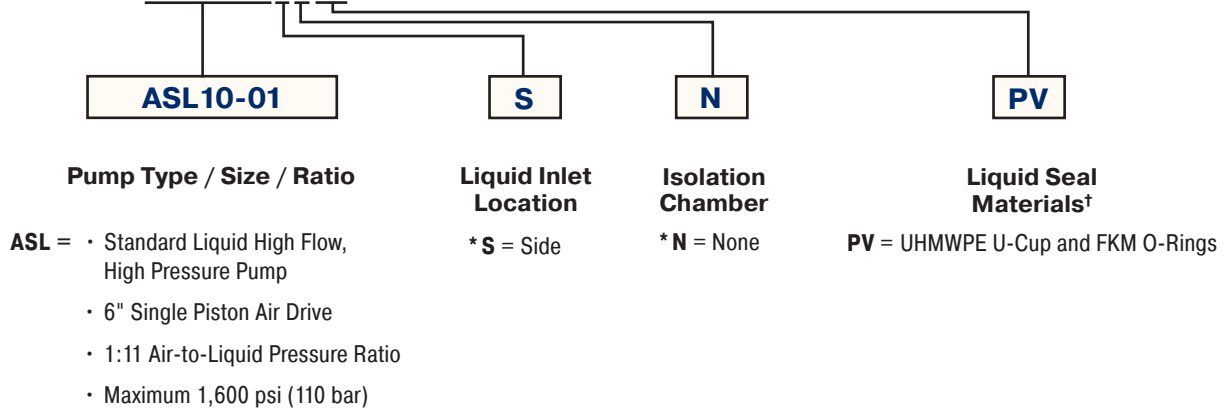 ASL10-01
S
N
PV
Pump Type / Size / Ratio
Liquid Inlet
Location
Isolation
Chamber
Liquid Seal
Materials†
ASL = • Standard Liquid High Flow,
High Pressure Pump
• 6" Single Piston Air Drive
• 1:11 Air-to-Liquid Pressure Ratio
• Maximum 1,600 psi (110 bar)
* S = Side
* N = None
PV = UHMWPE U-Cup and FKM O-Rings